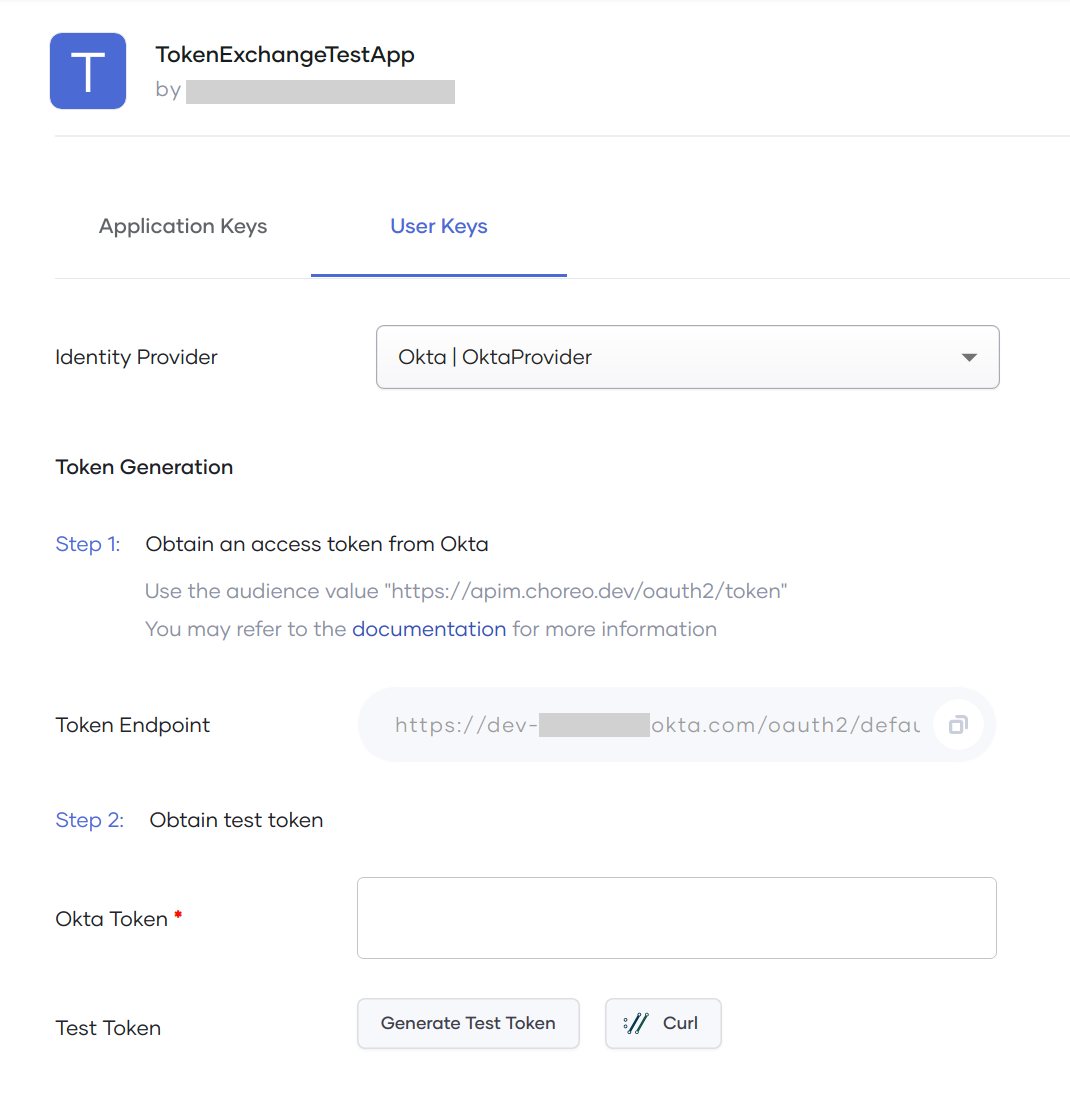 T
TokenExchangeTestApp
by
Application Keys
User Keys
Identity Provider
Okta | OktaProvider
Token Generation
Step 1: Obtain an access token from Okta
Use the audience value "https://apim.choreo.dev/oauth2/token"
You may refer to the documentation for more information
Token Endpoint
https://dev- okta.com/oauth2/defau
Step 2: Obtain test token
Okta Token *
Test Token
Generate Test Token
Curl